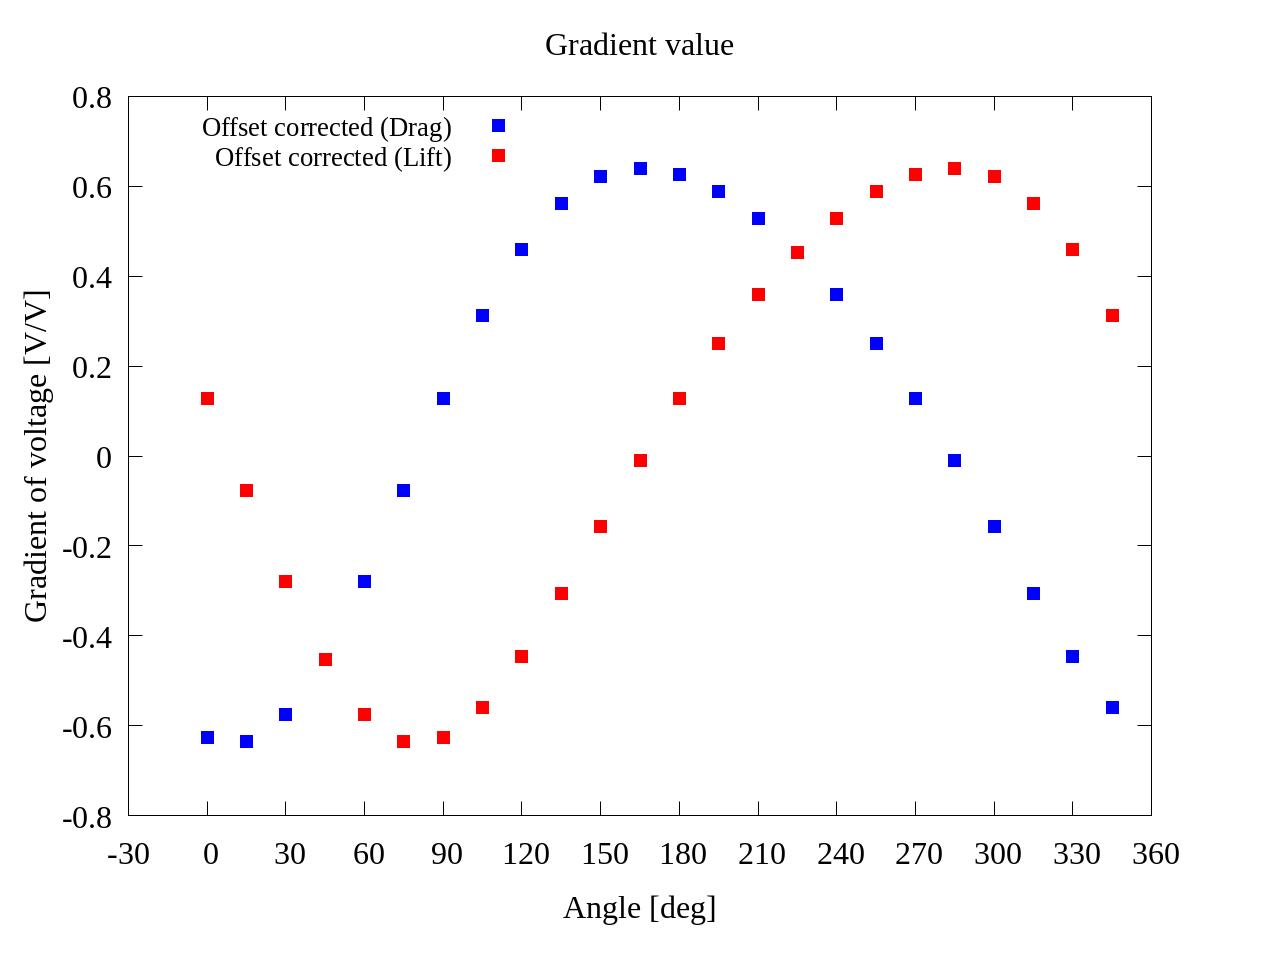 Gradient value
Offset corrected (Drag)
Offset corrected (Lift)
Gradient of voltage [V/V]
0.8
0.6
0.4
0.2
0
-0.2
-0.4
-0.6
-0.8
-30 0 30 60 90 120 150 180 210 240 270 300 330 360
Angle [deg]